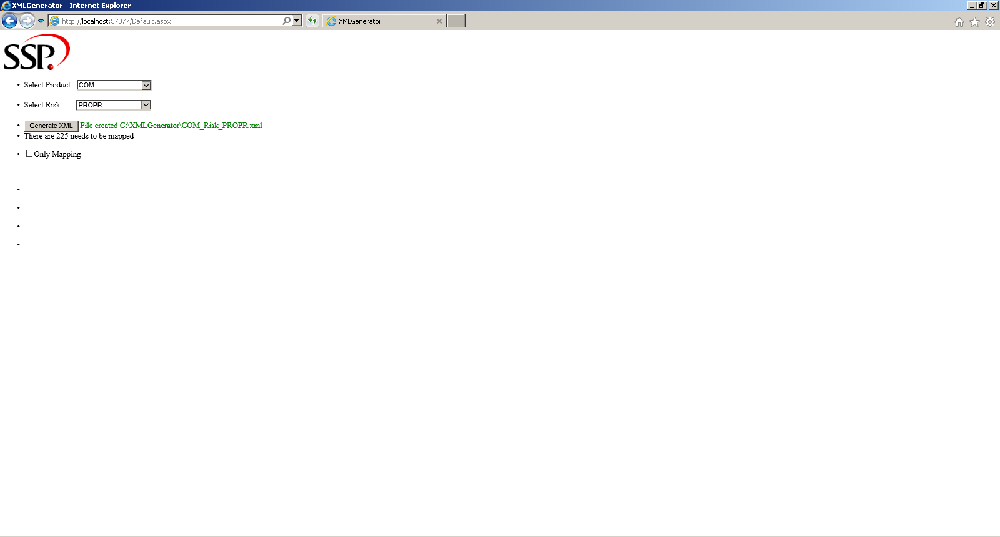 XMLGenerator - Internet Explorer
http://localhost:57877/Default.aspx
XMLGenerator
SSP.
• Select Product : COM
• Select Risk : PROPR
• Generate XML File created C:\XMLGenerator\COM_Risk_PROPR.xml
• There are 225 needs to be mapped
• Only Mapping